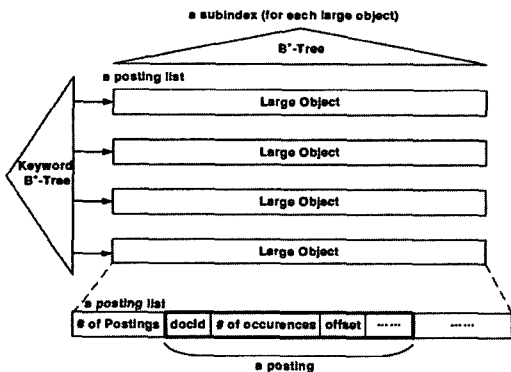 a subindex (for each large object)
B+-Tree
a posting list
Large Object
Large Object
Keyword
B+-Tree
Large Object
Large Object
a posting list
# of Postings docId # of occurences offset ...... ......
a posting